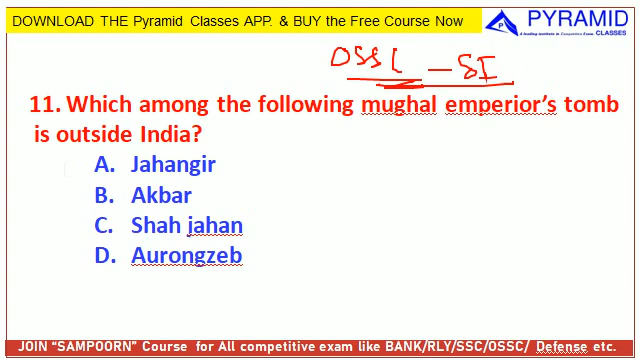 DOWNLOAD THE Pyramid Classes APP. & BUY the Free Course Now
PYRAMID
A leading institute in Competitive Exam CLASSES
OSSC - SI
11. Which among the following mughal emperior's tomb
is outside India?
A. Jahangir
B. Akbar
C. Shah jahan
D. Aurongzeb
JOIN “SAMPOORN” Course for All competitive exam like BANK/RLY/SSC/OSSC/ Defense etc.